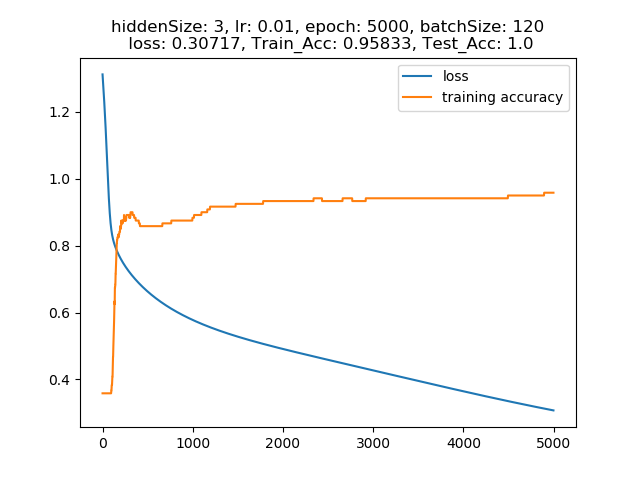 hiddenSize: 3, lr: 0.01, epoch: 5000, batchSize: 120
loss: 0.30717, Train_Acc: 0.95833, Test_Acc: 1.0
loss
training accuracy
1.2
1.0
0.8
0.6
0.4
0 1000 2000 3000 4000 5000